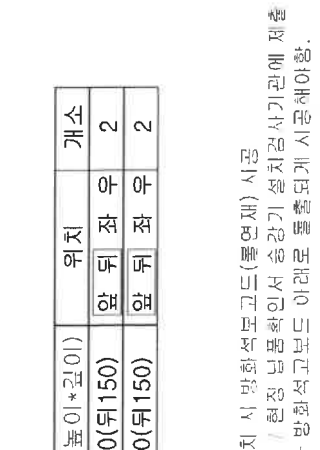 높이*깊이) 위치 개소
0(뒤150) 앞 뒤 좌 우 2
0(뒤150) 앞 뒤 좌 우 2
치 시 방화석보고드(불연재) 시공
/ 현장 납품확인서 승강기 설치검사기관에 제출
방화석고보드 아래로 돌출되게 시공해야함.